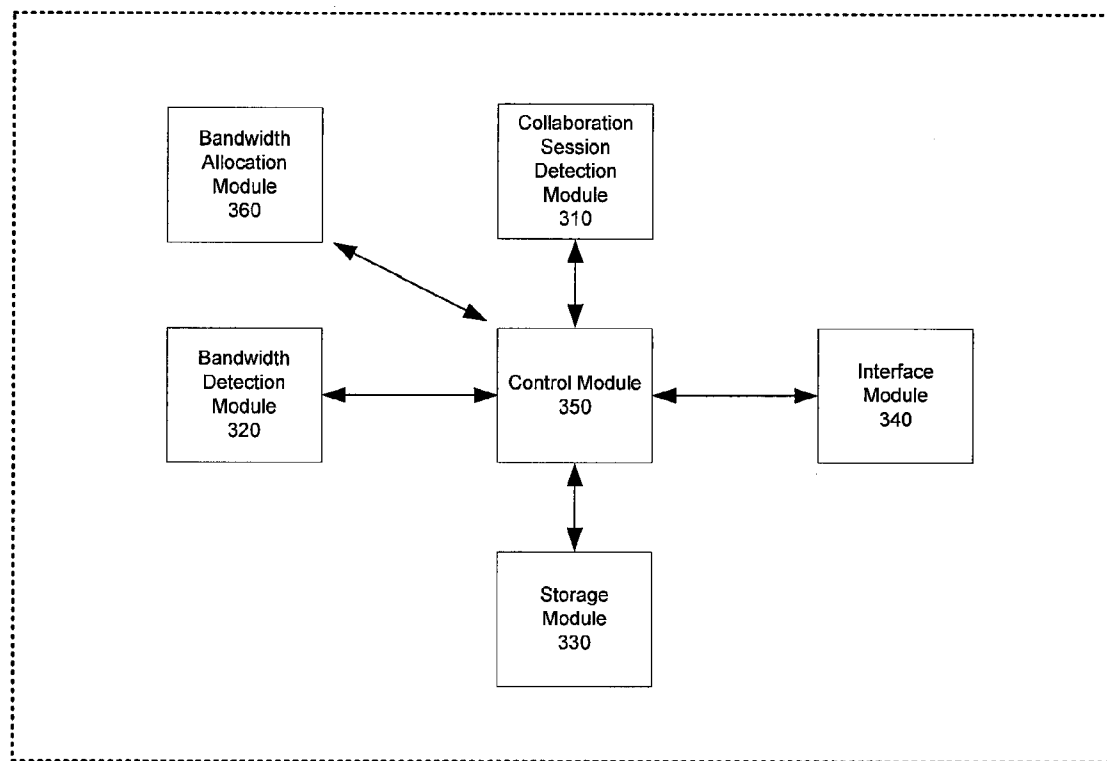 Bandwidth
Allocation
Module
360
Collaboration
Session
Detection
Module
310
Bandwidth
Detection
Module
320
Control Module
350
Interface
Module
340
Storage
Module
330